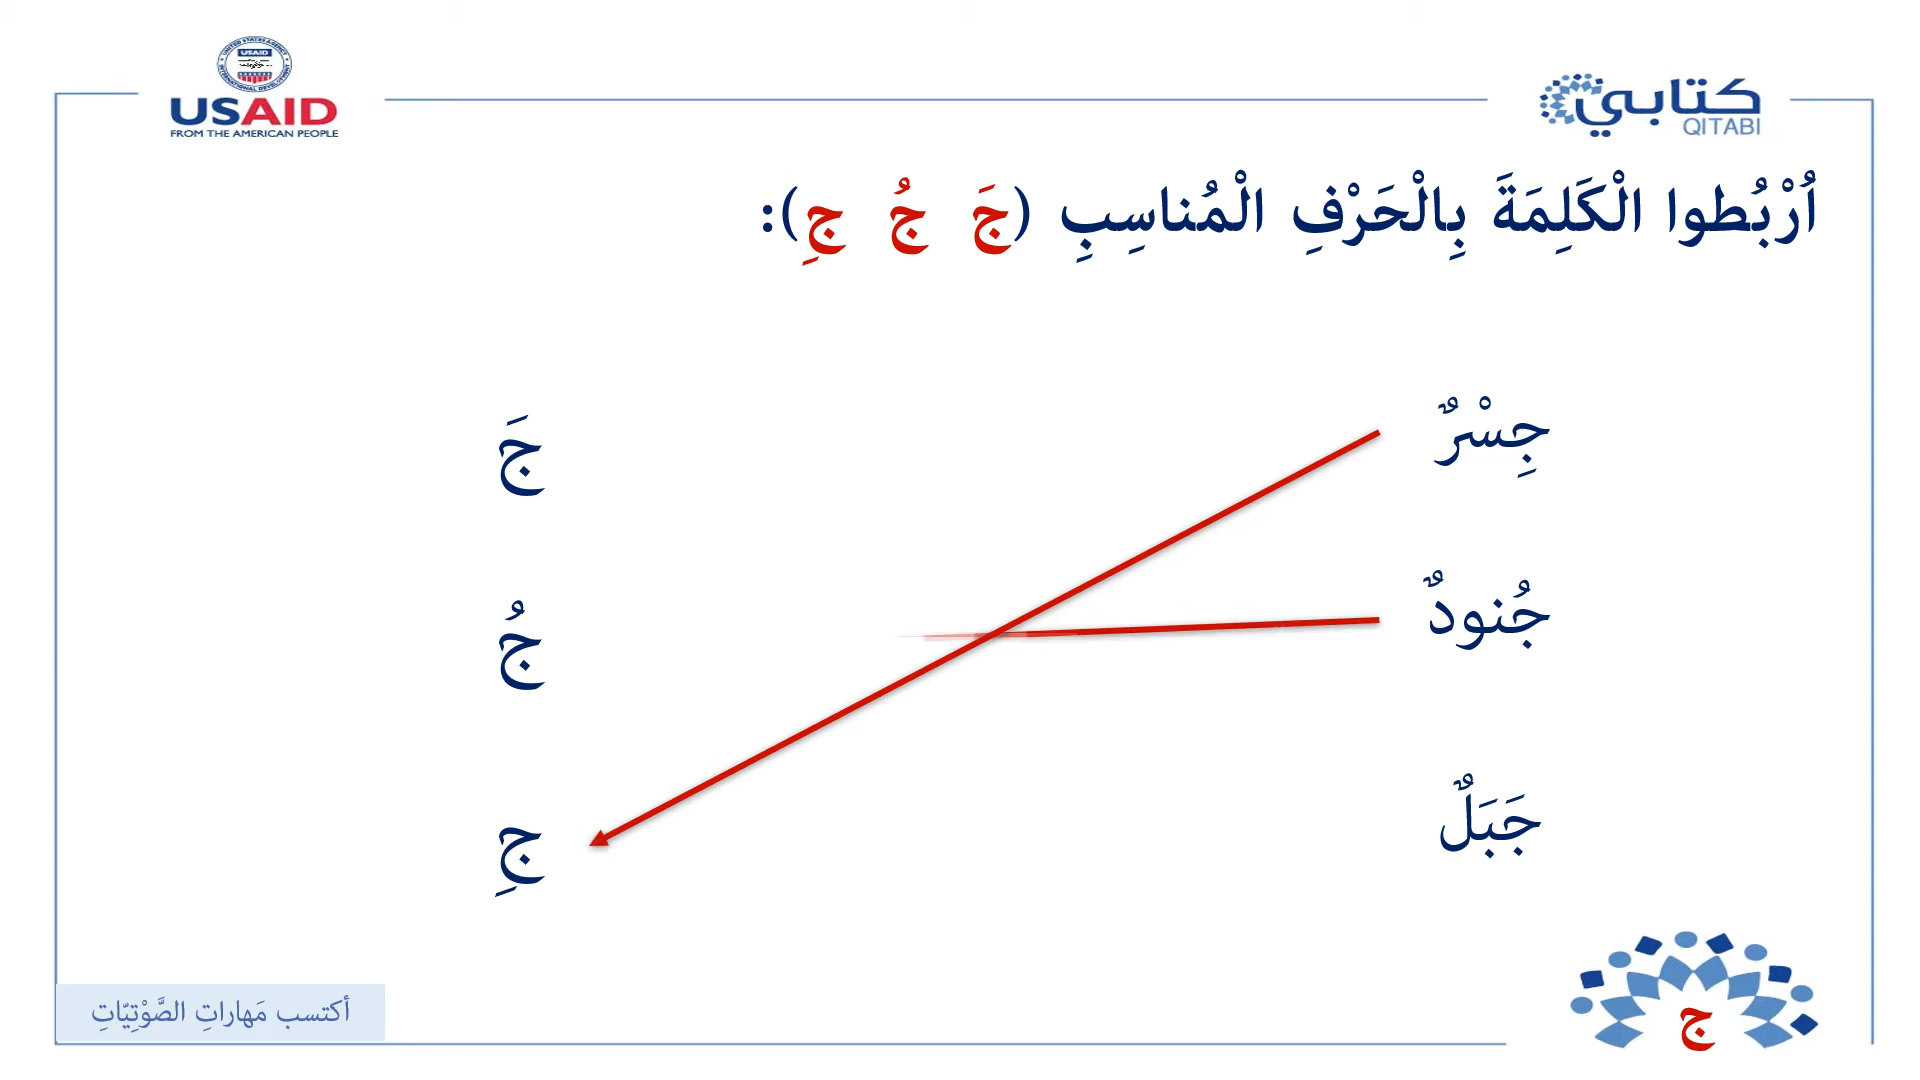 USAID
FROM THE AMERICAN PEOPLE
كتابي
QITABI
اُرْبُطوا الْكَلِمَةَ بِالْحَرْفِ الْمُناسِبِ (جَ جُ جِ):
جِسْرٌ
جَ
جُنودٌ
جُ
جَبَلٌ
جِ
أكتسب مَهاراتِ الصَّوْتِيّاتِ
ج